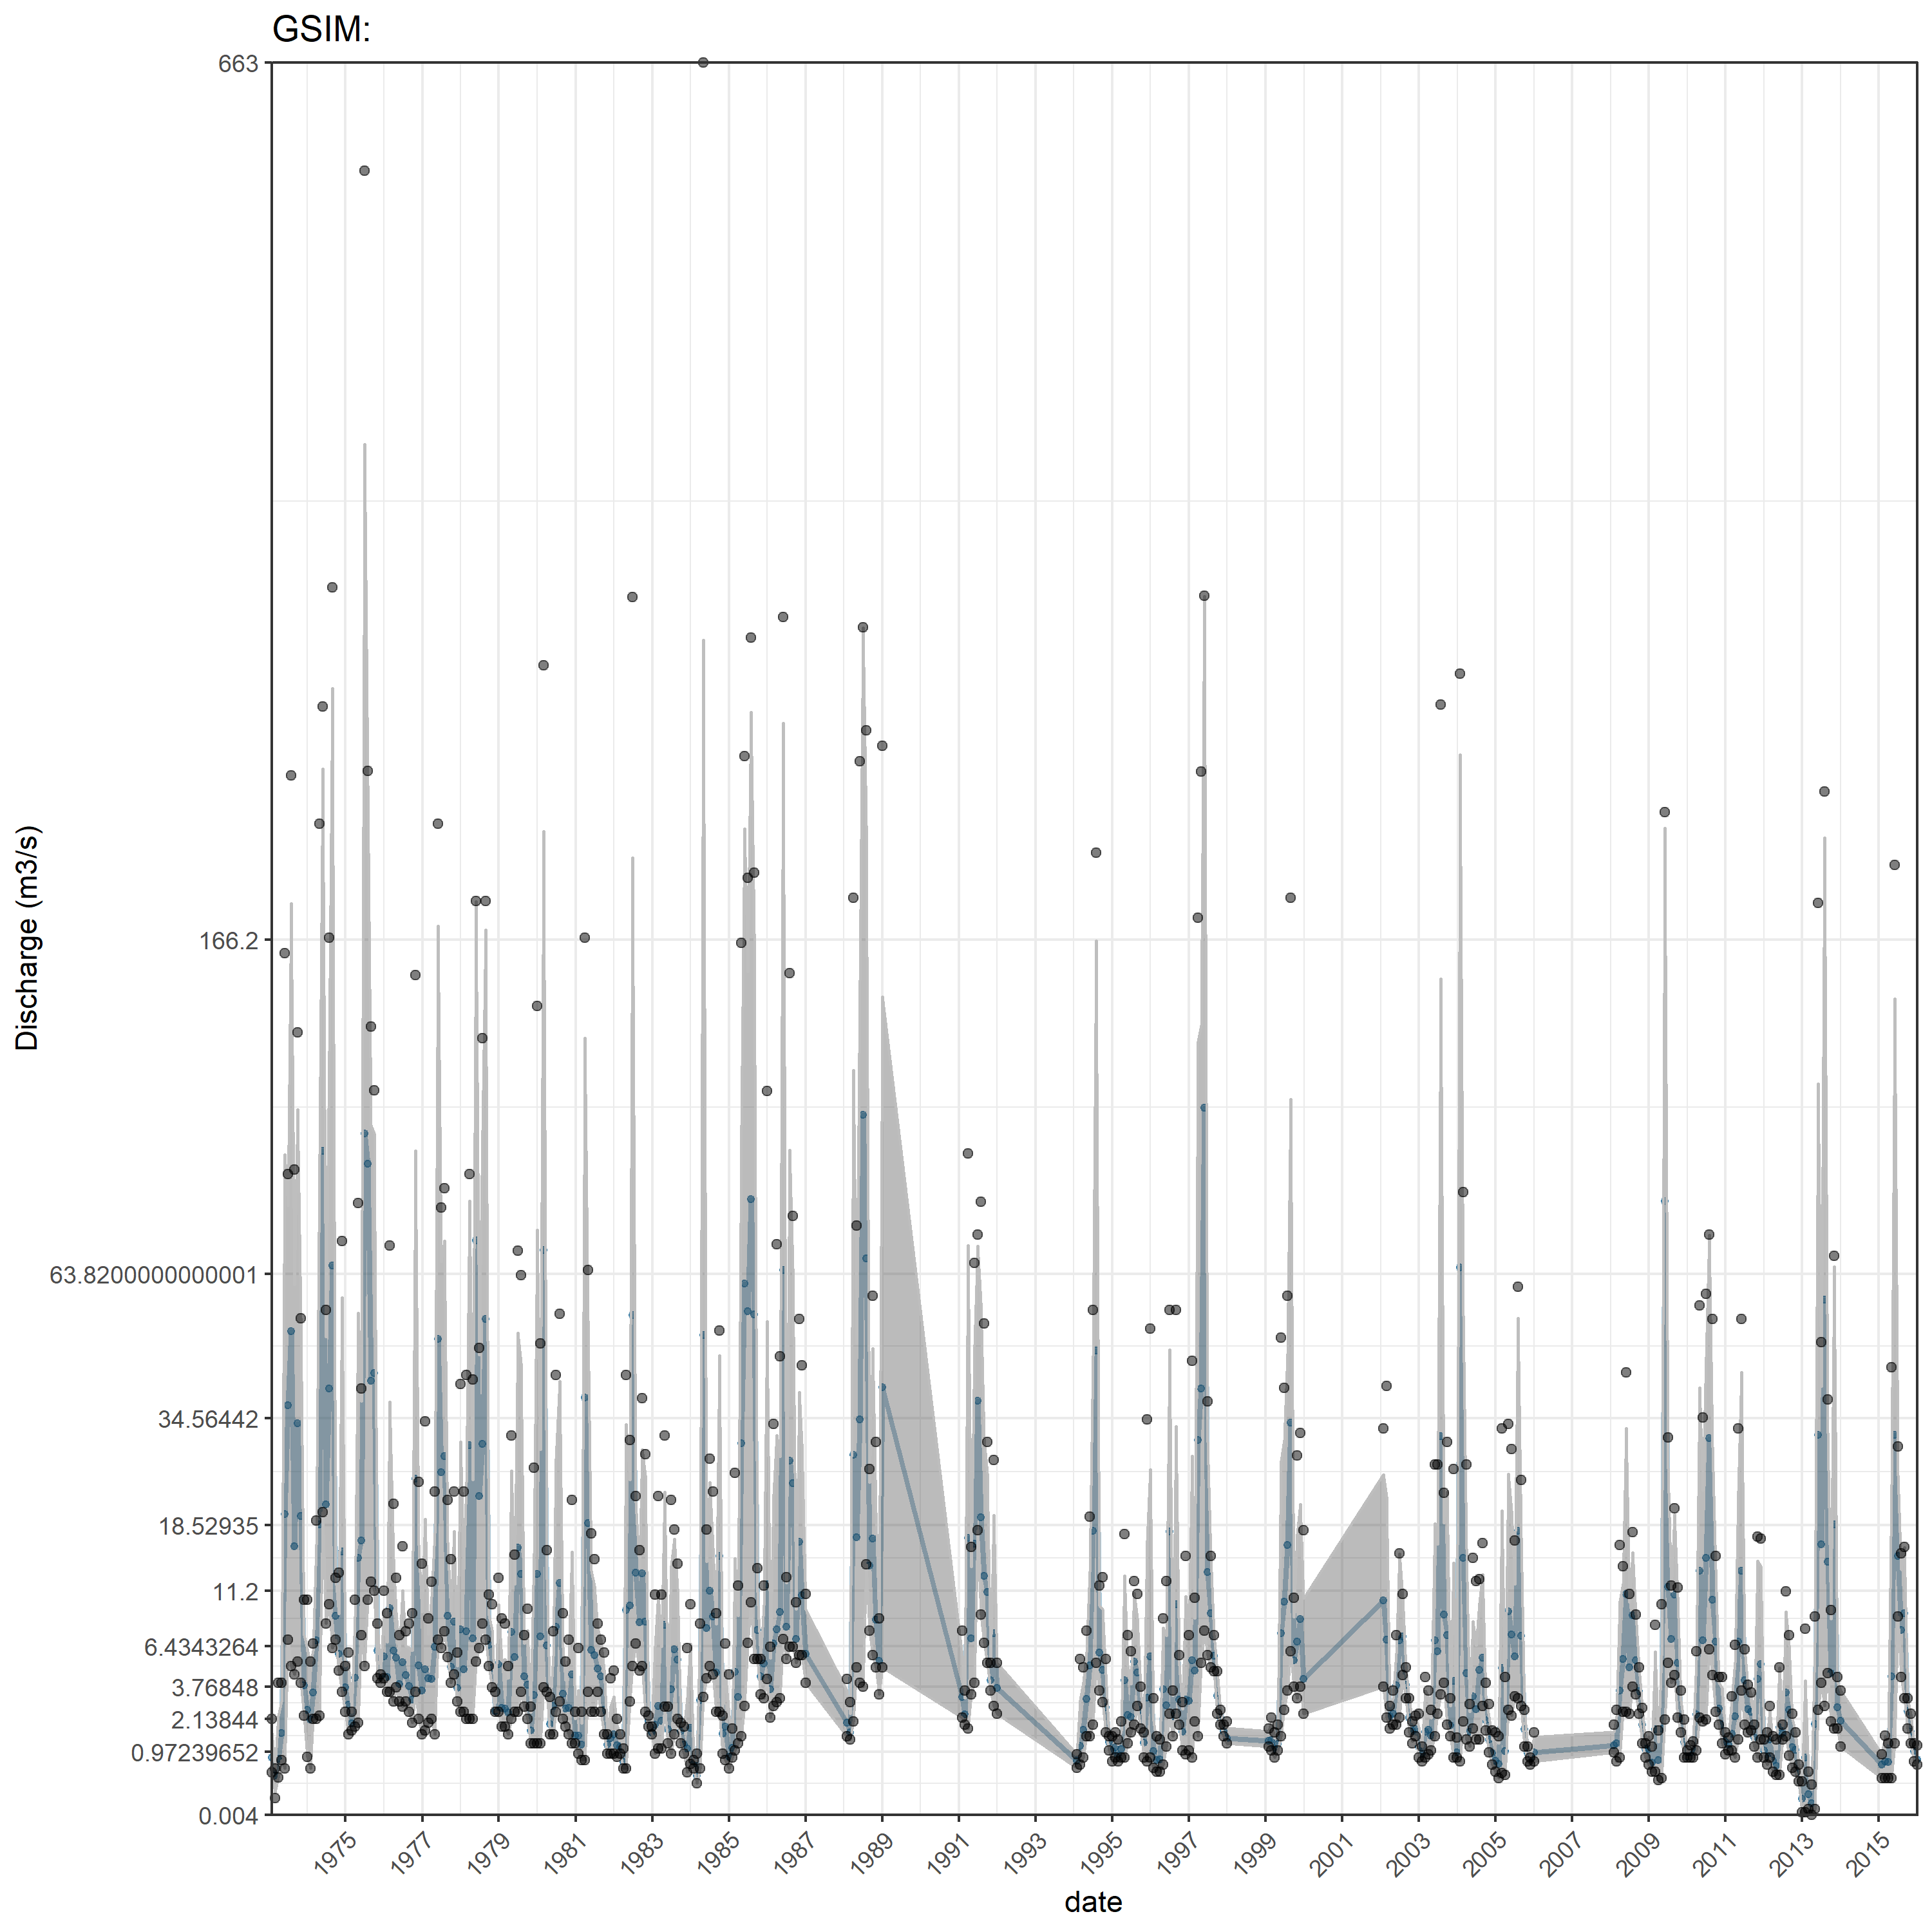 GSIM:
663
166.2
63.8200000000001
34.56442
18.52935
11.2
6.4343264
3.76848
2.13844
0.97239652
0.004
Discharge (m3/s)
1975 1977 1979 1981 1983 1985 1987 1989 1991 1993 1995 1997 1999 2001 2003 2005 2007 2009 2011 2013 2015
date